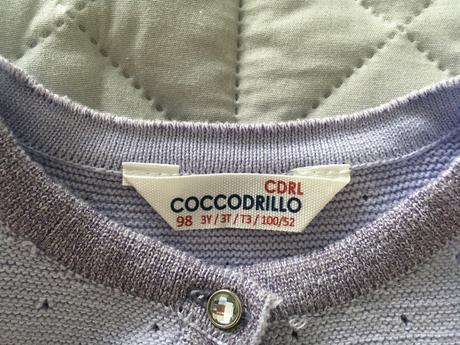 CDRL
COCCODRILLO
98 3Y / 3T / T3 / 100/52